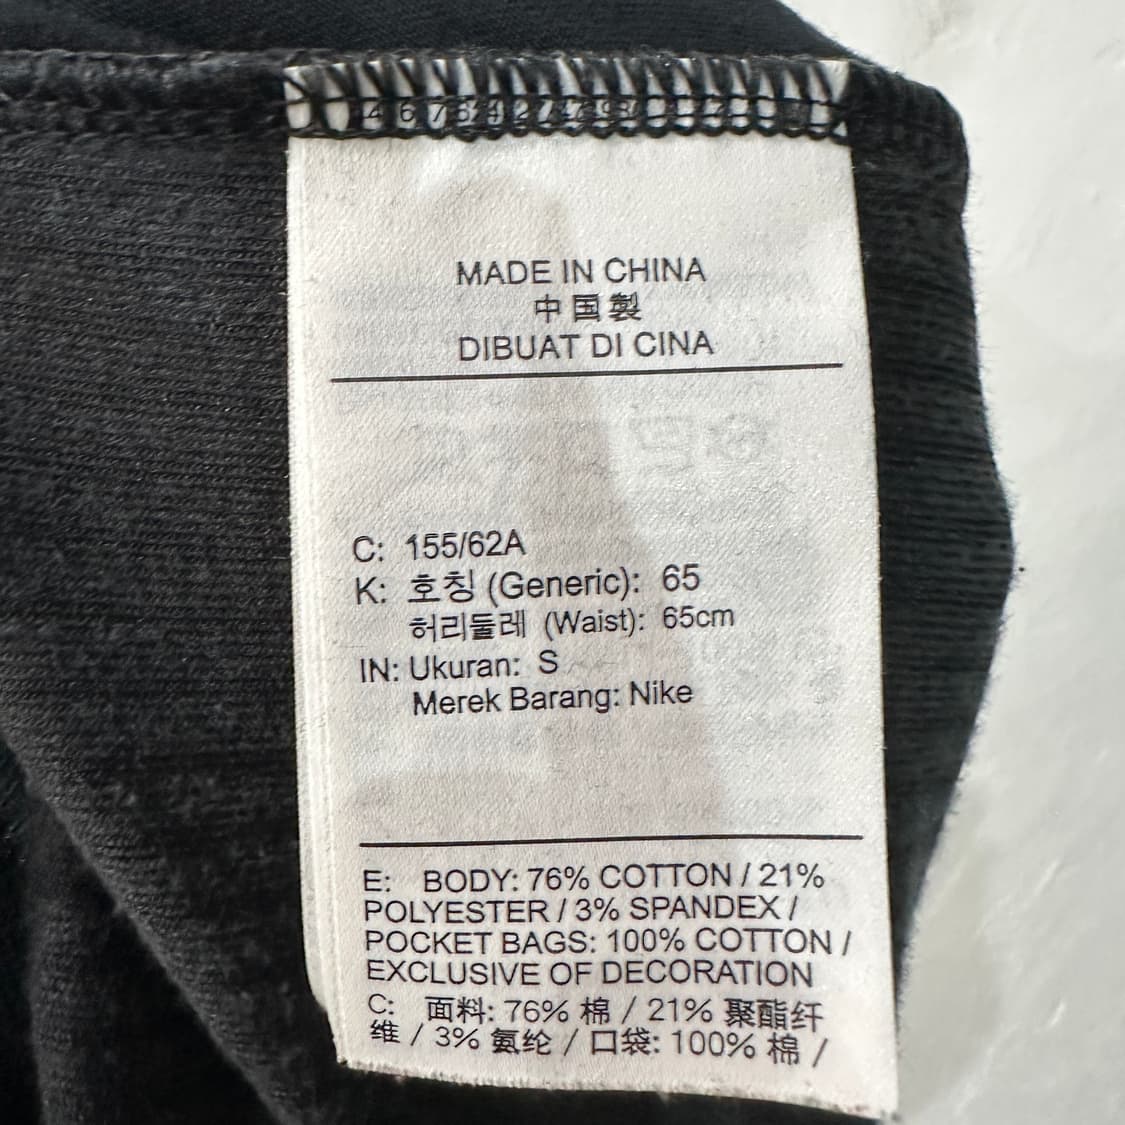 MADE IN CHINA
中国製
DIBUAT DI CINA
C: 155/62A
K: 호칭 (Generic): 65
허리둘레 (Waist): 65cm
IN: Ukuran: S
Merek Barang: Nike
E: BODY: 76% COTTON / 21%
POLYESTER / 3% SPANDEX /
POCKET BAGS: 100% COTTON /
EXCLUSIVE OF DECORATION
C: 面料: 76% 棉 / 21% 聚酯纤
维 / 3% 氨纶 / 口袋: 100% 棉 /